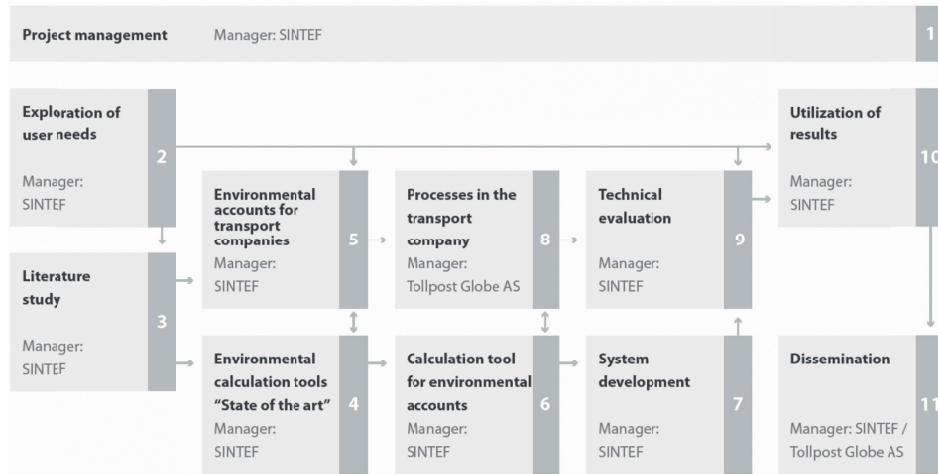 Project management Manager: SINTEF 1
Exploration of
user needs
2
Manager:
SINTEF
Literature
study
3
Manager:
SINTEF
Environmental
accounts for
transport
companies
5
Manager:
SINTEF
Environmental
calculation tools
“State of the art” 4
Manager:
SINTEF
Processes in the
transport
company
8
Manager:
Tollpost Globe AS
Calculation tool
for environmental
accounts 6
Manager:
SINTEF
Technical
evaluation
9
Manager:
SINTEF
System
development
7
Manager:
SINTEF
Utilization of
results
10
Manager:
SINTEF
Dissemination
11
Manager: SINTEF /
Tollpost Globe AS